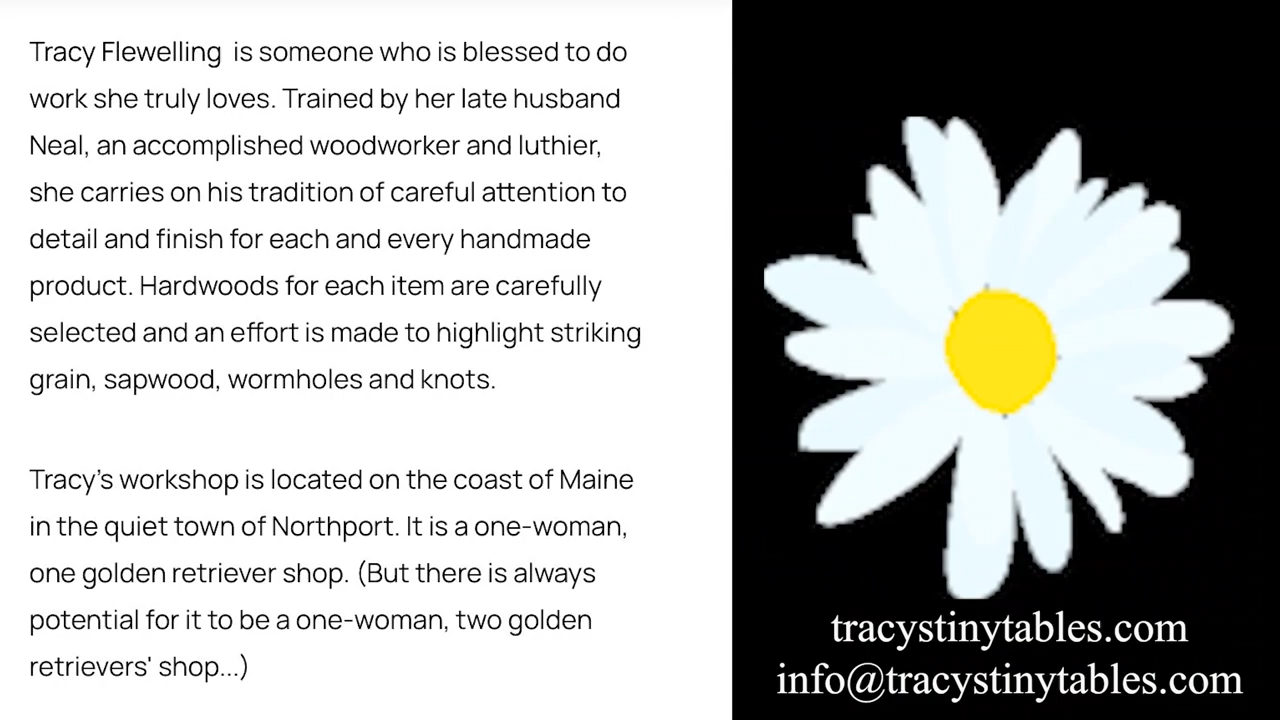 Tracy Flewelling is someone who is blessed to do
work she truly loves. Trained by her late husband
Neal, an accomplished woodworker and luthier,
she carries on his tradition of careful attention to
detail and finish for each and every handmade
product. Hardwoods for each item are carefully
selected and an effort is made to highlight striking
grain, sapwood, wormholes and knots.
Tracy's workshop is located on the coast of Maine
in the quiet town of Northport. It is a one-woman,
one golden retriever shop. (But there is always
potential for it to be a one-woman, two golden
retrievers' shop...)
tracystinytables.com
info@tracystinytables.com